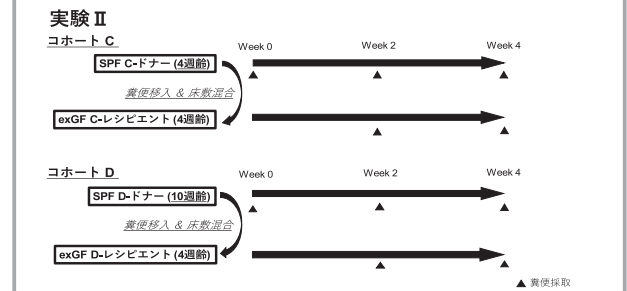 実験 II
コホート C
Week 0 Week 2 Week 4
SPF C-ドナー (4週齢)
糞便移入 & 床敷混合
exGF C-レシピエント (4週齢)
コホート D
Week 0 Week 2 Week 4
SPF D-ドナー (10週齢)
糞便移入 & 床敷混合
exGF D-レシピエント (4週齢)
▲ 糞便採取